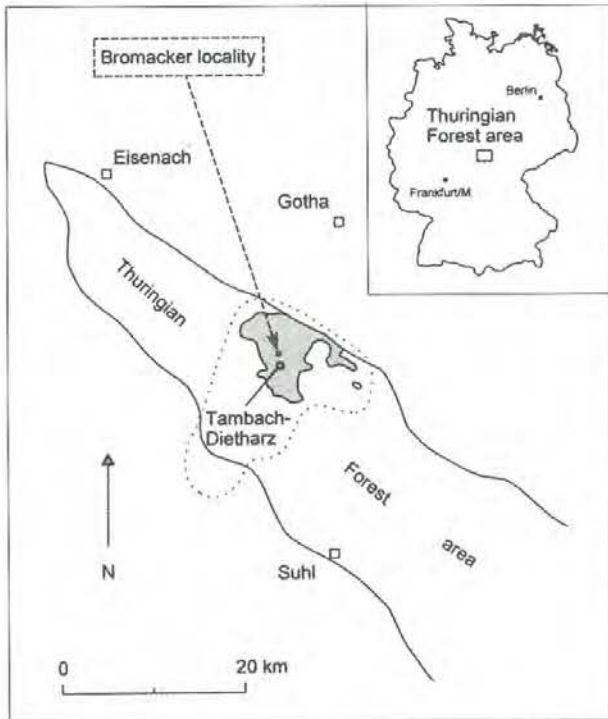 Bromacker locality
Eisenach
Gotha
Thuringian
Tambach-
Dietharz
Forest
area
Suhl
N
0 20 km
Berlin
Thuringian
Forest area
Frankfurt/M